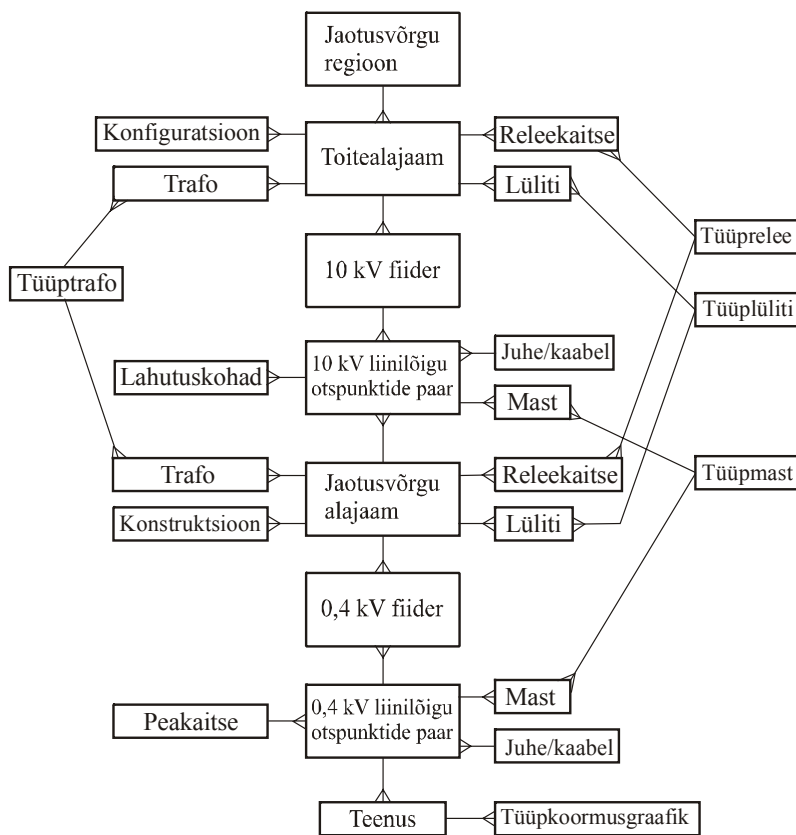 Jaotusvõrgu
regioon
Konfiguratsioon
Toitealajaam
Releekaitse
Trafo
Lüliti
Tüüprelee
10 kV fiider
Tüüptrafo
Tüüplüliti
Juhe/kaabel
10 kV liinilõigu
otspunktide paar
Lahutuskohad
Mast
Trafo
Jaotusvõrgu
alajaam
Releekaitse
Tüüpmast
Konstruktsioon
Lüliti
0,4 kV fiider
Mast
Peakaitse
0,4 kV liinilõigu
otspunktide paar
Juhe/kaabel
Teenus
Tüüpkoormusgraafik